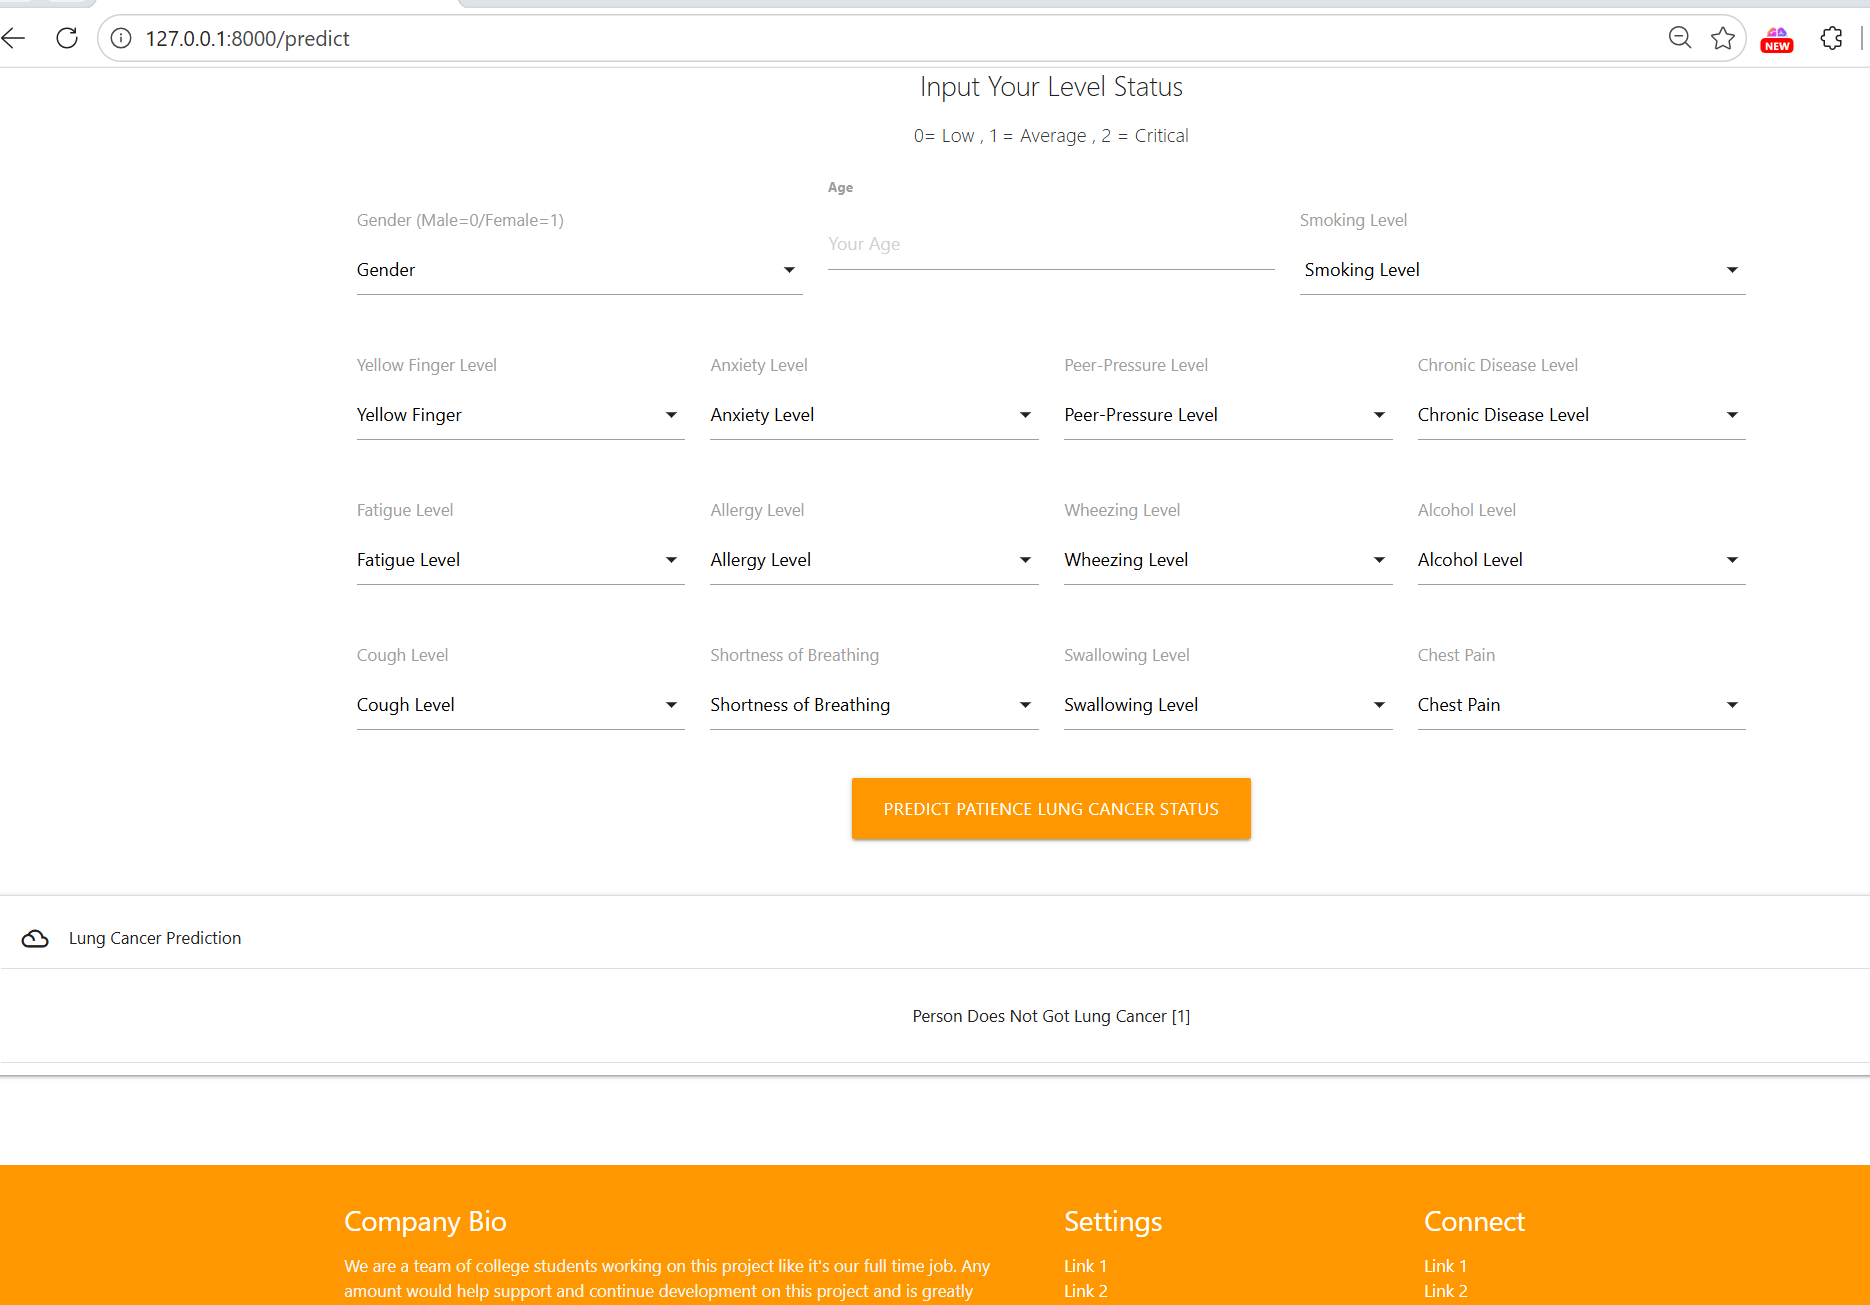 127.0.0.1:8000/predict
NEW
Input Your Level Status
0= Low , 1 = Average , 2 = Critical
Gender (Male=0/Female=1)
Age
Smoking Level
Gender
Your Age
Smoking Level
Yellow Finger Level
Anxiety Level
Peer-Pressure Level
Chronic Disease Level
Yellow Finger
Anxiety Level
Peer-Pressure Level
Chronic Disease Level
Fatigue Level
Allergy Level
Wheezing Level
Alcohol Level
Fatigue Level
Allergy Level
Wheezing Level
Alcohol Level
Cough Level
Shortness of Breathing
Swallowing Level
Chest Pain
Cough Level
Shortness of Breathing
Swallowing Level
Chest Pain
PREDICT PATIENCE LUNG CANCER STATUS
Lung Cancer Prediction
Person Does Not Got Lung Cancer [1]
Company Bio
We are a team of college students working on this project like it's our full time job. Any
amount would help support and continue development on this project and is greatly
Settings
Link 1
Link 2
Connect
Link 1
Link 2